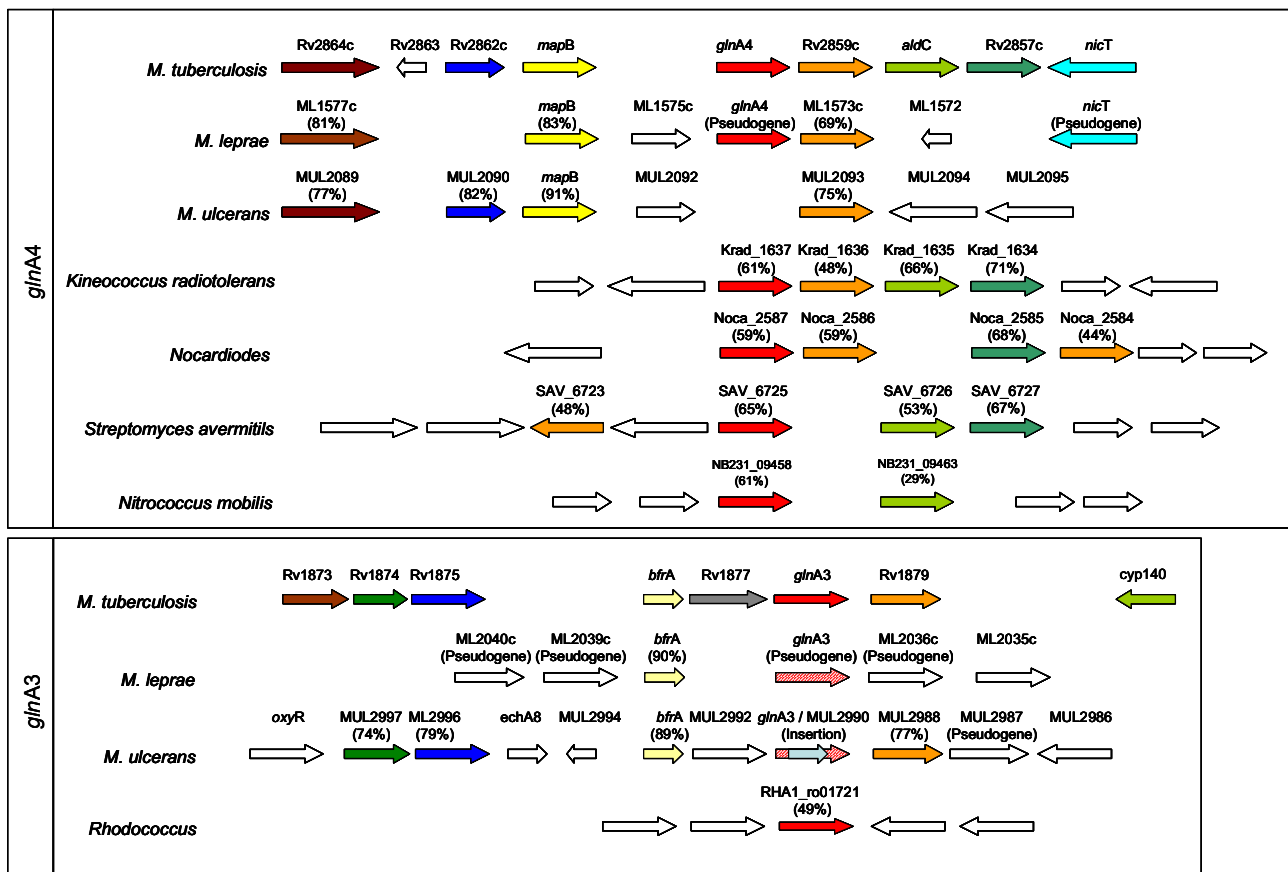 glnA4
Rv2864c Rv2863 Rv2862c mapB glnA4 Rv2859c aldC Rv2857c nicT
M. tuberculosis
ML1577c mapB ML1575c glnA4 ML1573c ML1572 nicT
(81%) (83%) (Pseudogene) (69%) (Pseudogene)
M. leprae
MUL2089 MUL2090 mapB MUL2092 MUL2093 MUL2094 MUL2095
(77%) (82%) (91%) (75%)
M. ulcerans
Krad_1637 Krad_1636 Krad_1635 Krad_1634
(61%) (48%) (66%) (71%)
Kineococcus radiotolerans
Noca_2587 Noca_2586 Noca_2585 Noca_2584
(59%) (59%) (68%) (44%)
Nocardiodes
SAV_6723 SAV_6725 SAV_6726 SAV_6727
(48%) (65%) (53%) (67%)
Streptomyces avermitils
NB231_09458 NB231_09463
(61%) (29%)
Nitrococcus mobilis
glnA3
Rv1873 Rv1874 Rv1875 bfrA Rv1877 glnA3 Rv1879 cyp140
M. tuberculosis
ML2040c ML2039c bfrA glnA3 ML2036c ML2035c
(Pseudogene) (Pseudogene) (90%) (Pseudogene) (Pseudogene)
M. leprae
oxyR MUL2997 ML2996 echA8 MUL2994 bfrA MUL2992 glnA3 / MUL2990 MUL2988 MUL2987 MUL2986
(74%) (79%) (89%) (Insertion) (77%) (Pseudogene)
M. ulcerans
RHA1_ro01721
(49%)
Rhodococcus